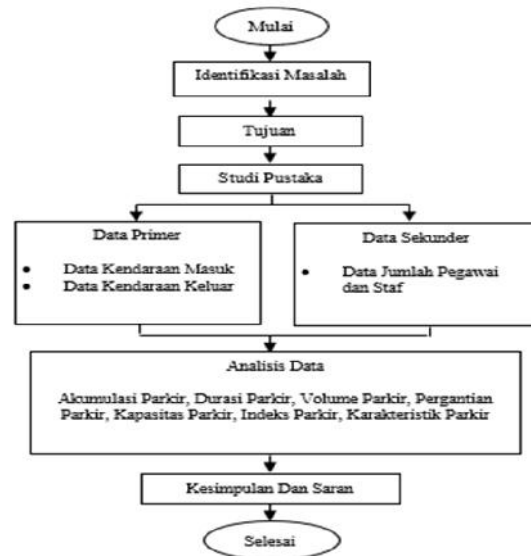 Mulai
Identifikasi Masalah
Tujuan
Studi Pustaka
Data Primer
• Data Kendaraan Masuk
• Data Kendaraan Keluar
Data Sekunder
• Data Jumlah Pegawai
dan Staf
Analisis Data
Akumulasi Parkir, Durasi Parkir, Volume Parkir, Pergantian
Parkir, Kapasitas Parkir, Indeks Parkir, Karakteristik Parkir
Kesimpulan Dan Saran
Selesai